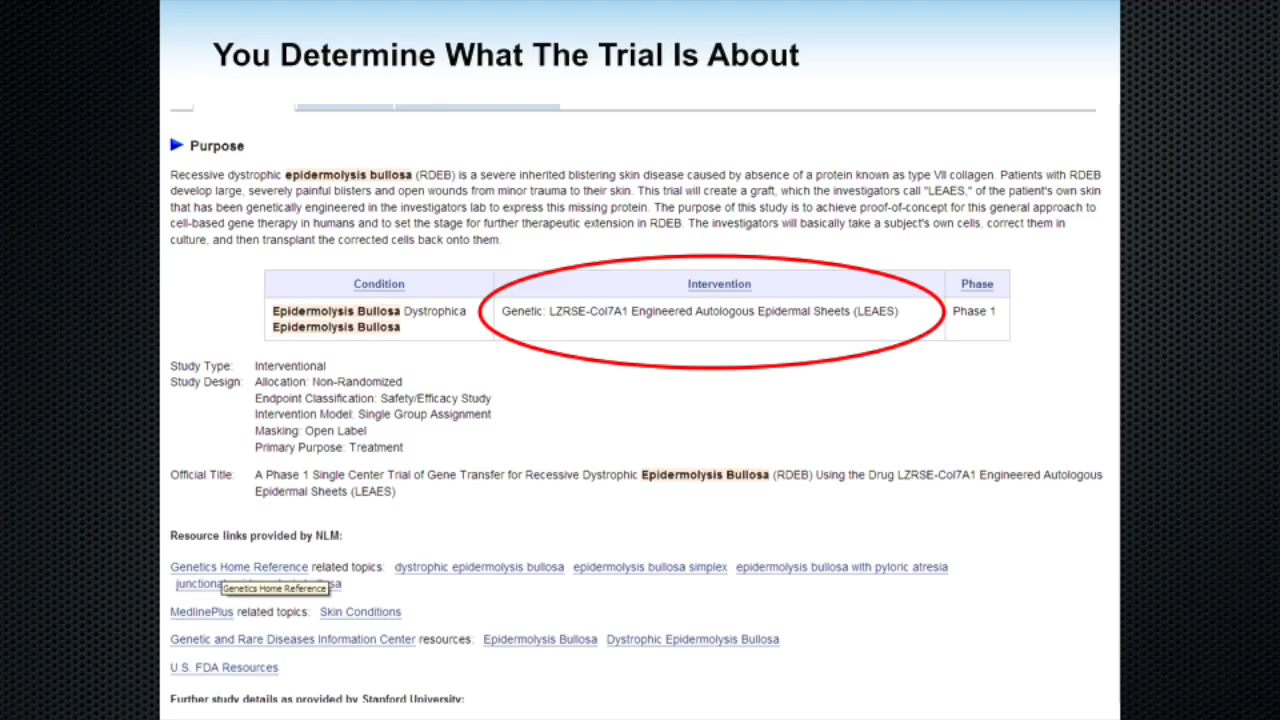 You Determine What The Trial Is About
Purpose
Recessive dystrophic epidermolysis bullosa (RDEB) is a severe inherited blistering skin disease caused by absence of a protein known as type VII collagen. Patients with RDEB
develop large, severely painful blisters and open wounds from minor trauma to their skin. This trial will create a graft, which the investigators call "LEAES," of the patient's own skin
that has been genetically engineered in the investigators lab to express this missing protein. The purpose of this study is to achieve proof-of-concept for this general approach to
cell-based gene therapy in humans and to set the stage for further therapeutic extension in RDEB. The investigators will basically take a subject's own cells, correct them in
culture, and then transplant the corrected cells back onto them.
Condition Intervention Phase
Epidermolysis Bullosa Dystrophica Genetic: LZRSE-Col7A1 Engineered Autologous Epidermal Sheets (LEAES) Phase 1
Epidermolysis Bullosa
Study Type: Interventional
Study Design: Allocation: Non-Randomized
Endpoint Classification: Safety/Efficacy Study
Intervention Model: Single Group Assignment
Masking: Open Label
Primary Purpose: Treatment
Official Title: A Phase 1 Single Center Trial of Gene Transfer for Recessive Dystrophic Epidermolysis Bullosa (RDEB) Using the Drug LZRSE-Col7A1 Engineered Autologous
Epidermal Sheets (LEAES)
Resource links provided by NLM:
Genetics Home Reference related topics: dystrophic epidermolysis bullosa epidermolysis bullosa simplex epidermolysis bullosa with pyloric atresia
Genetics Home Reference
MedlinePlus related topics: Skin Conditions
Genetic and Rare Diseases Information Center resources: Epidermolysis Bullosa Dystrophic Epidermolysis Bullosa
U.S. FDA Resources
Further study details as provided by Stanford University: